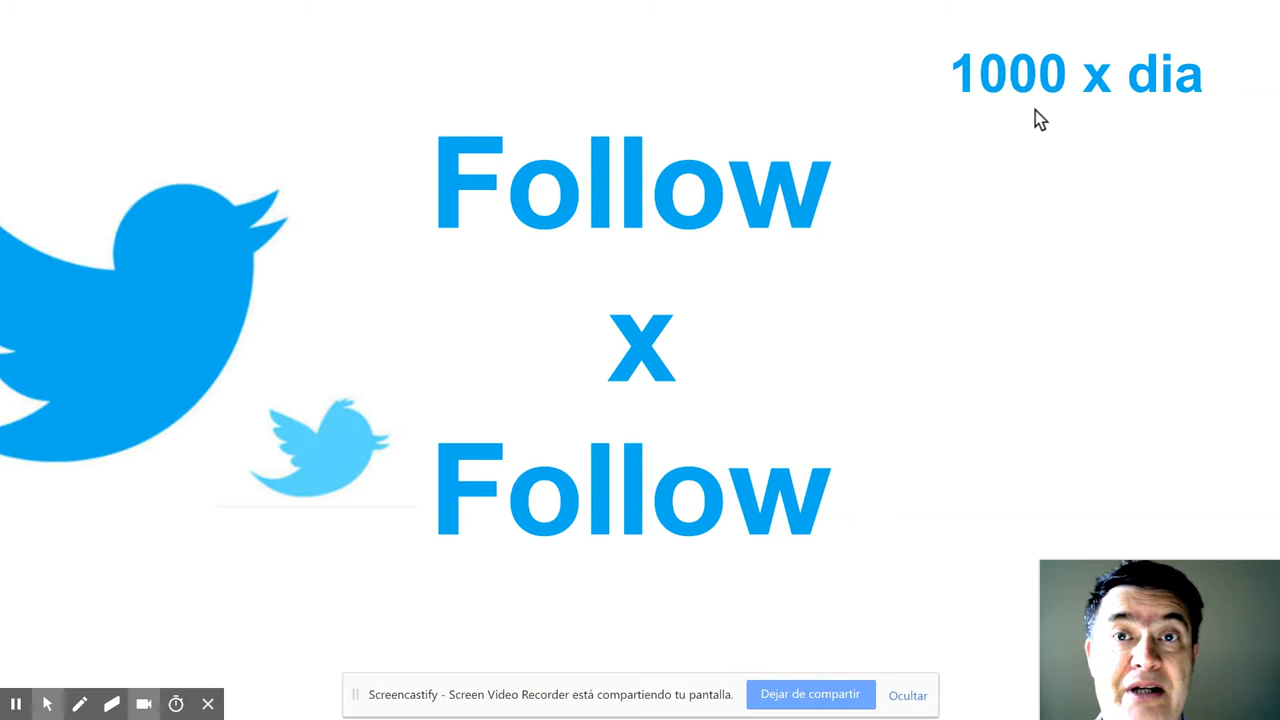 1000 x dia
Follow
x
Follow
Screencastify - Screen Video Recorder está compartiendo tu pantalla.
Dejar de compartir
Ocultar